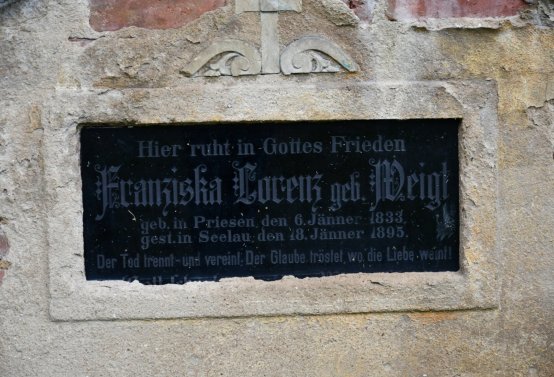 Hier ruht in Gottes Frieden
Franziska Lorenz geb. Weigl
geb. in Priesen den 6. Jänner 1833.
gest. in Seelau, den 18. Jänner 1895.
Der Tod trennt und vereint. Der Glaube tröstet, wo die Liebe weint!